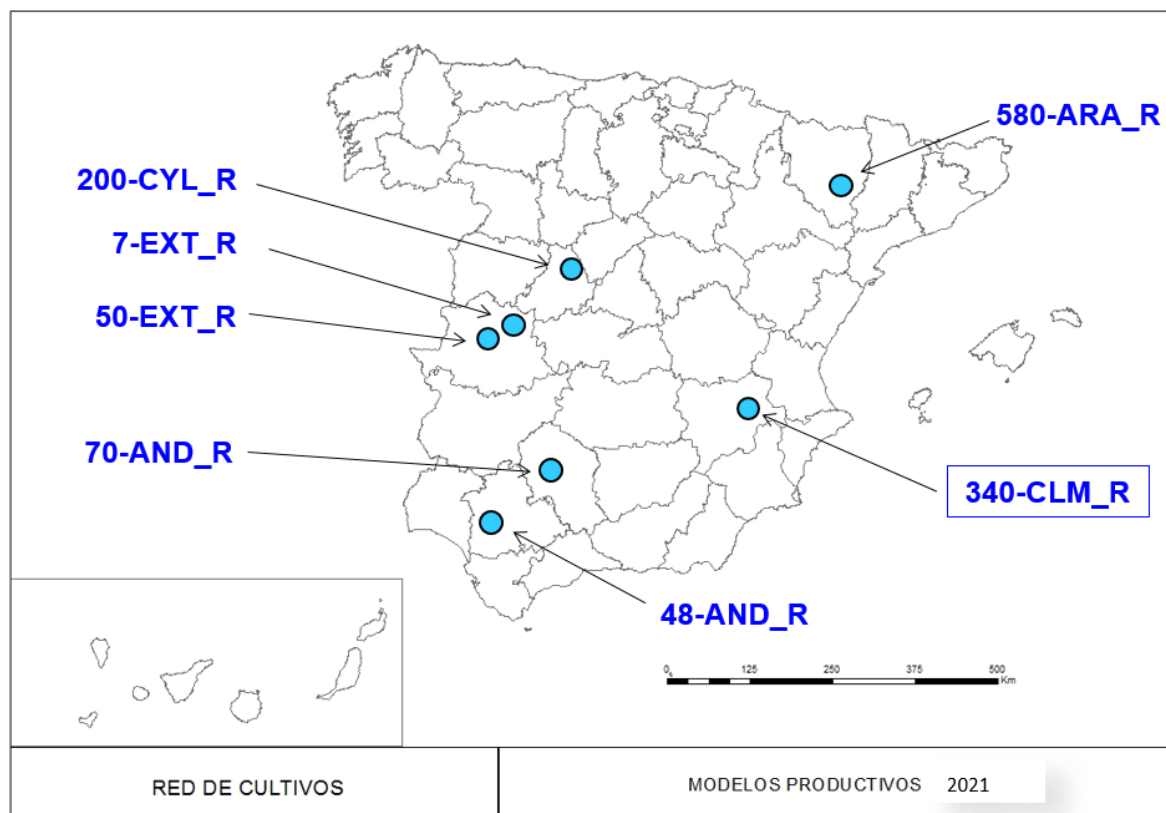 580-ARA_R
200-CYL_R
7-EXT_R
50-EXT_R
70-AND_R
340-CLM_R
48-AND_R
0 125 250 375 500
Km
RED DE CULTIVOS
MODELOS PRODUCTIVOS 2021